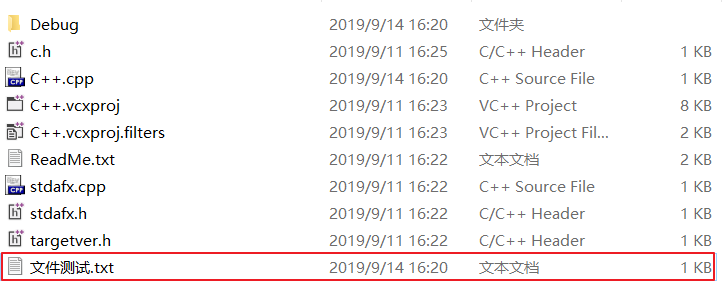 Debug 2019/9/14 16:20 文件夹
c.h 2019/9/11 16:25 C/C++ Header 1 KB
C++.cpp 2019/9/14 16:20 C++ Source File 1 KB
C++.vcxproj 2019/9/11 16:23 VC++ Project 8 KB
C++.vcxproj.filters 2019/9/11 16:23 VC++ Project Fil... 2 KB
ReadMe.txt 2019/9/11 16:22 文本文档 2 KB
stdafx.cpp 2019/9/11 16:22 C++ Source File 1 KB
stdafx.h 2019/9/11 16:22 C/C++ Header 1 KB
targetver.h 2019/9/11 16:22 C/C++ Header 1 KB
文件测试.txt 2019/9/14 16:20 文本文档 1 KB